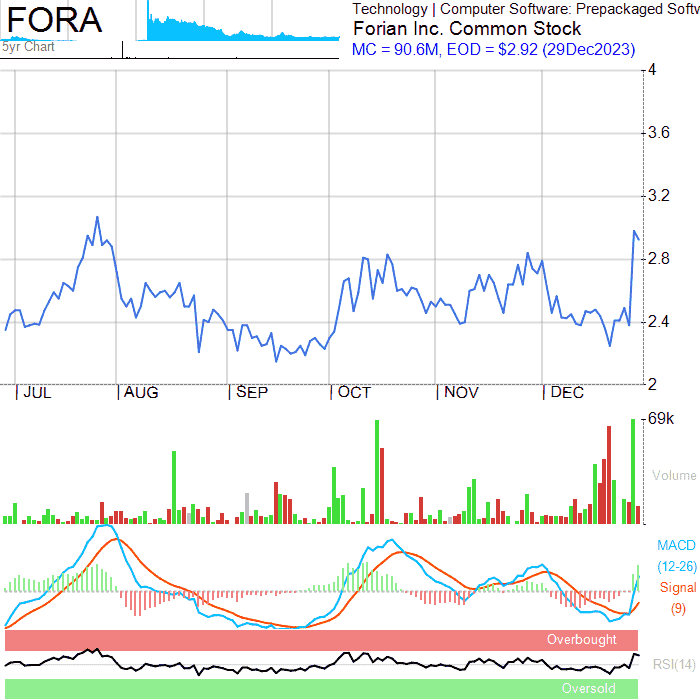 FORA
5yr Chart
Technology | Computer Software: Prepackaged Softw
Forian Inc. Common Stock
MC = 90.6M, EOD = $2.92 (29Dec2023)
4
3.6
3.2
2.8
2.4
2
| JUL | AUG | SEP | OCT | NOV | DEC
69k
Volume
MACD
(12-26)
Signal
(9)
Overbought
RSI(14)
Oversold